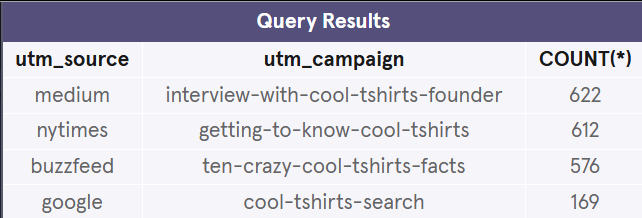 Query Results
utm_source utm_campaign COUNT(*)
medium interview-with-cool-tshirts-founder 622
nytimes getting-to-know-cool-tshirts 612
buzzfeed ten-crazy-cool-tshirts-facts 576
google cool-tshirts-search 169